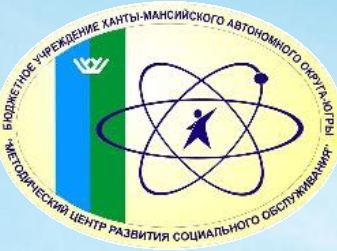 БЮДЖЕТНОЕ УЧРЕЖДЕНИЕ ХАНТЫ-МАНСИЙСКОГО АВТОНОМНОГО ОКРУГА-ЮГРЫ
"МЕТОДИЧЕСКИЙ ЦЕНТР РАЗВИТИЯ СОЦИАЛЬНОГО ОБСЛУЖИВАНИЯ"